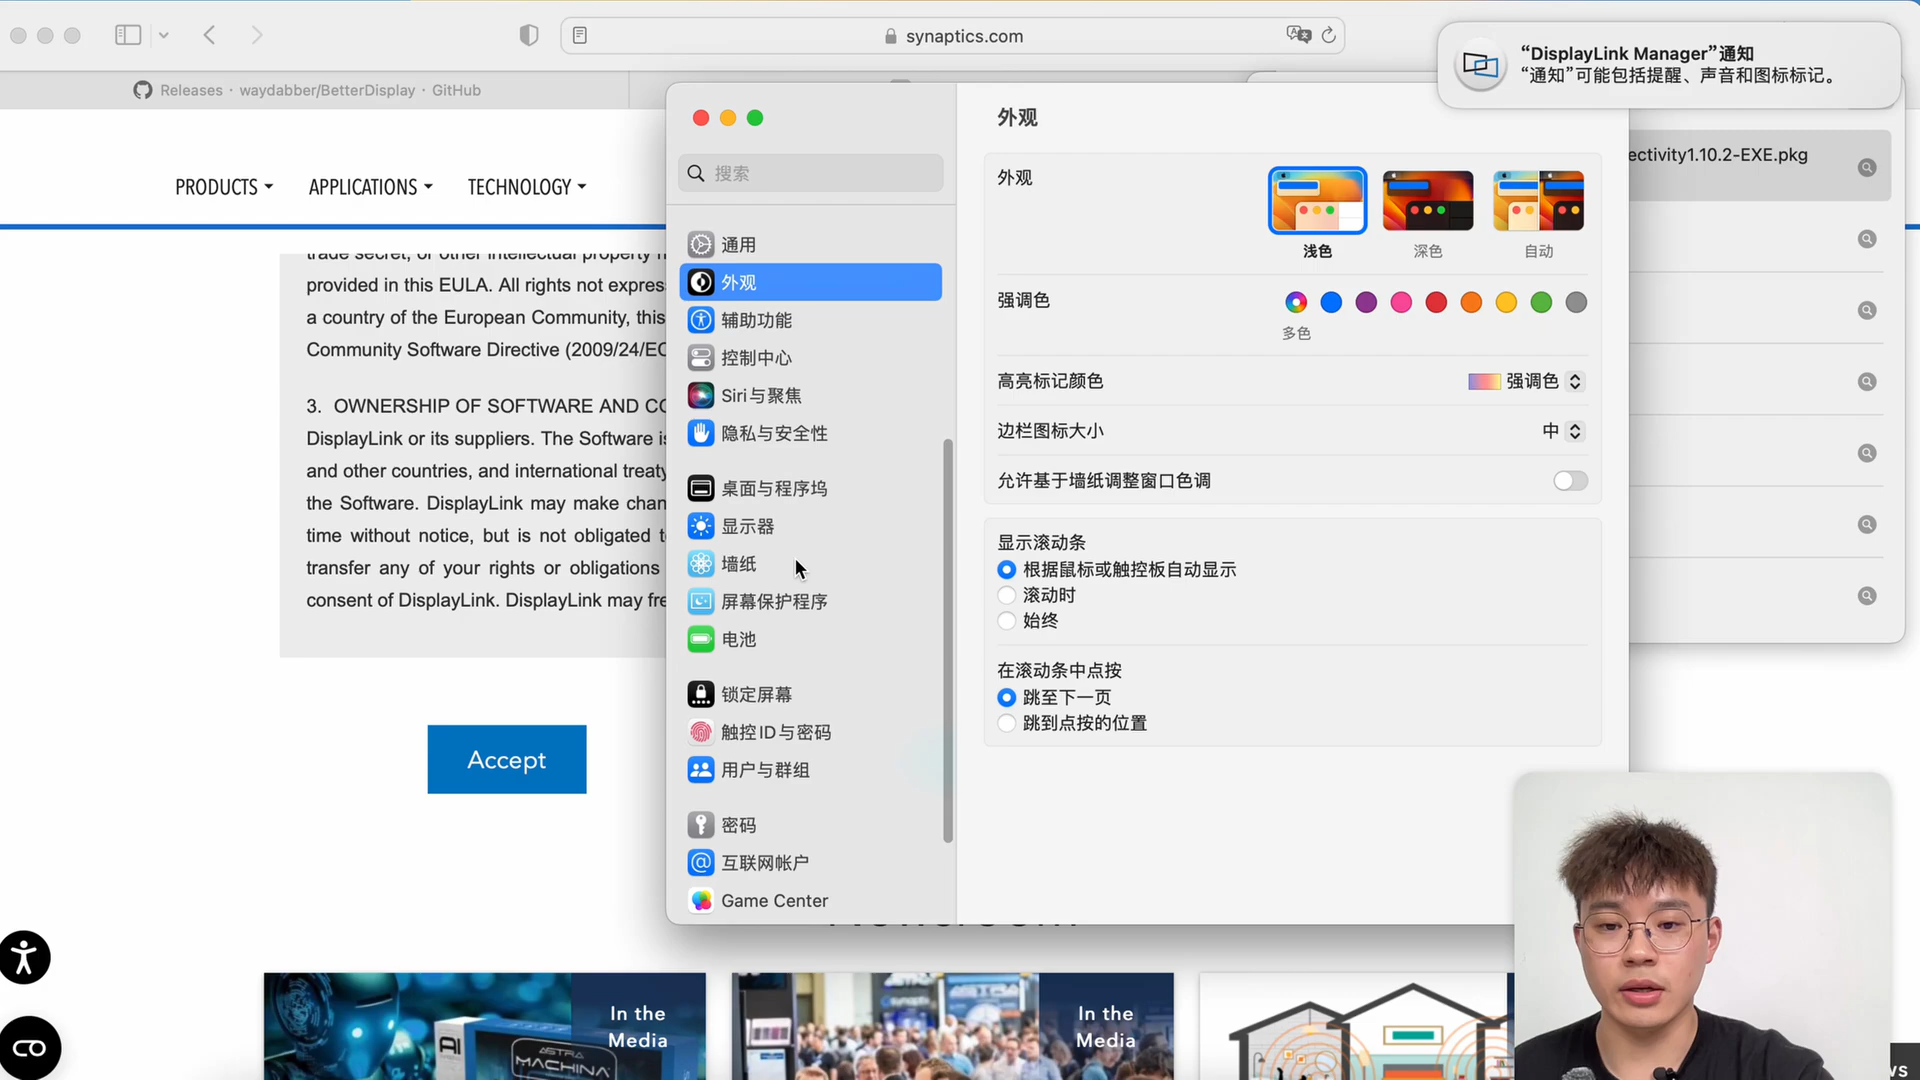 synaptics.com
“DisplayLink Manager”通知
“通知”可能包括提醒、声音和图标标记。
Releases · waydabber/BetterDisplay · GitHub
ectivity1.10.2-EXE.pkg
PRODUCTS
APPLICATIONS
TECHNOLOGY
provided in this EULA. All rights not expres
a country of the European Community, this
Community Software Directive (2009/24/EC
3. OWNERSHIP OF SOFTWARE AND CO
DisplayLink or its suppliers. The Software is
and other countries, and international treaty
the Software. DisplayLink may make chan
time without notice, but is not obligated t
transfer any of your rights or obligations
consent of DisplayLink. DisplayLink may fre
Accept
搜索
通用
外观
辅助功能
控制中心
Siri与聚焦
隐私与安全性
桌面与程序坞
显示器
墙纸
屏幕保护程序
电池
锁定屏幕
触控ID与密码
用户与群组
密码
互联网帐户
Game Center
外观
外观
浅色
深色
自动
强调色
多色
高亮标记颜色
强调色
边栏图标大小
中
允许基于墙纸调整窗口色调
显示滚动条
根据鼠标或触控板自动显示
滚动时
始终
在滚动条中点按
跳至下一页
跳到点按的位置
In the
Media
AI
ASTRA
MACHINA
In the
Media
ASTRA